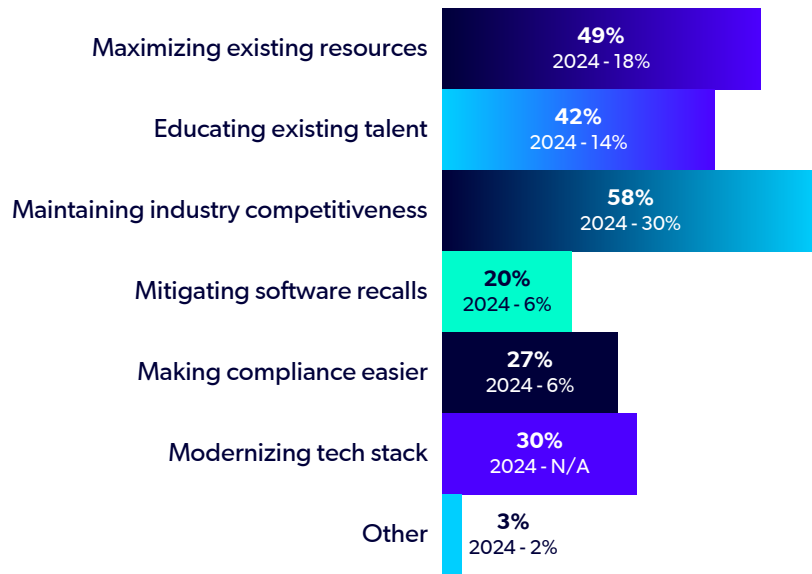 Maximizing existing resources
49%
2024 - 18%
Educating existing talent
42%
2024 - 14%
Maintaining industry competitiveness
58%
2024 - 30%
Mitigating software recalls
20%
2024 - 6%
Making compliance easier
27%
2024 - 6%
Modernizing tech stack
30%
2024 - N/A
Other
3%
2024 - 2%